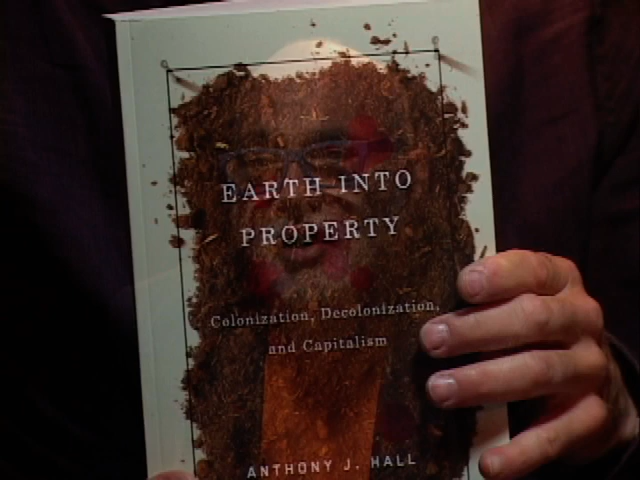 EARTH INTO
PROPERTY
Colonization, Decolonization,
and Capitalism
ANTHONY J. HALL